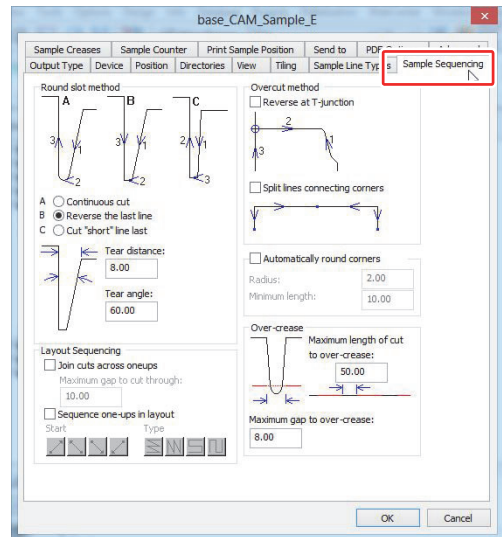 base_CAM_Sample_E
Sample Creases Sample Counter Print Sample Position Send to PDF
Output Type Device Position Directories View Tiling Sample Line Types Sample Sequencing
Round slot method
A B C
3 1 3 1 2 1
2 2 3
A Continuous cut
B Reverse the last line
C Cut "short" line last
Tear distance:
8.00
Tear angle:
60.00
Layout Sequencing
Join cuts across oneups
Maximum gap to cut through:
10.00
Sequence one-ups in layout
Start Type
Overcut method
Reverse at T-junction
2
1
3
Split lines connecting corners
Automatically round corners
Radius: 2.00
Minimum length: 10.00
Over-crease
Maximum length of cut
to over-crease:
50.00
Maximum gap to over-crease:
8.00
OK Cancel